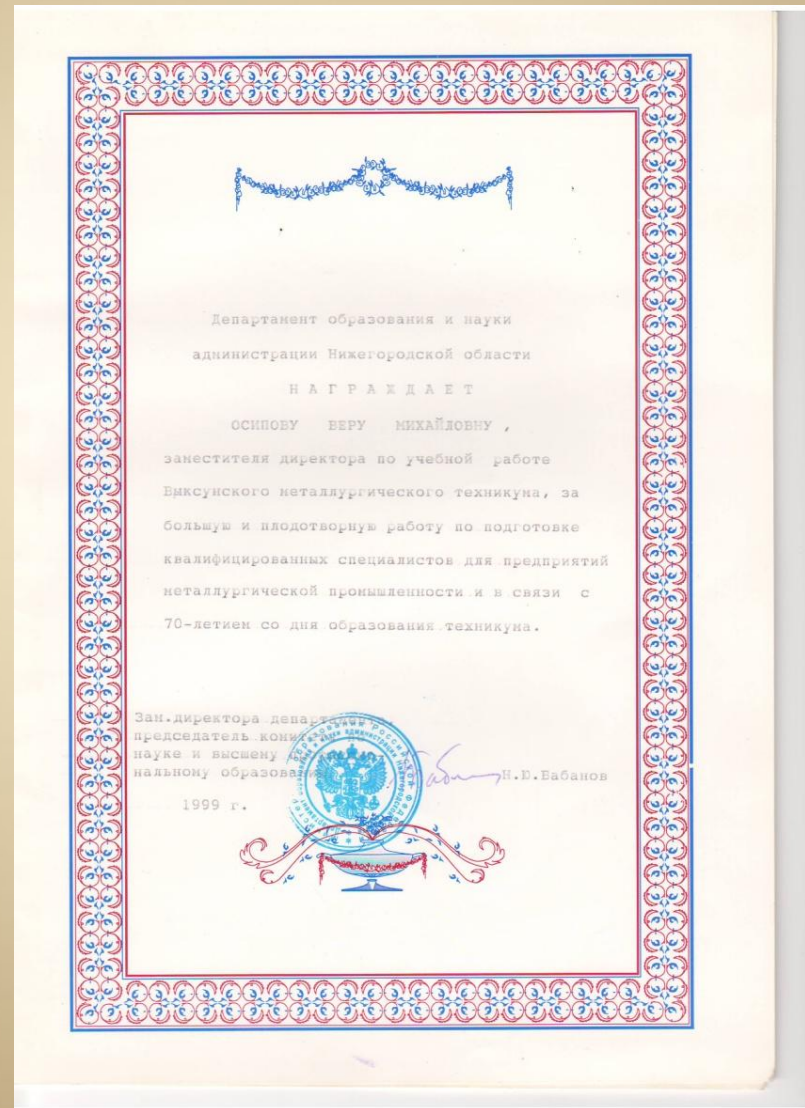 Департамент образования и науки
администрации Нижегородской области
Н А Г Р А Ж Д А Е Т
ОСИПОВУ ВЕРУ МИХАЙЛОВНУ ,
заместителя директора по учебной работе
Выксунского металлургического техникума, за
большую и плодотворную работу по подготовке
квалифицированных специалистов для предприятий
металлургической промышленности и в связи с
70-летием со дня образования техникума.
Зам.директора
председатель
науке и высшему
нальному Н.Ю.Бабанов
1999 г.